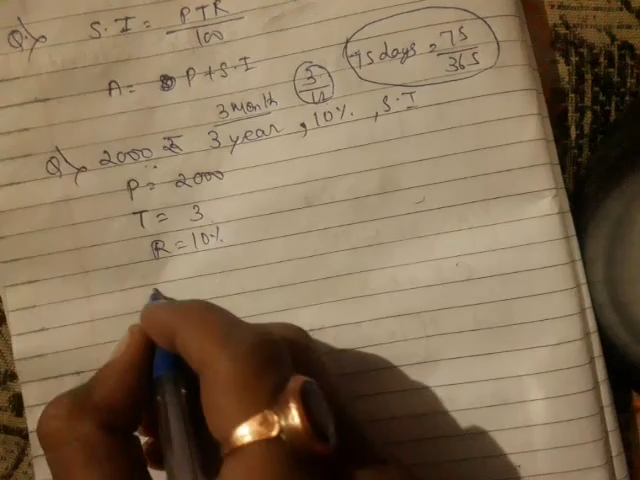 Q> S.I = PTR/100
A = P + S.I
75 days = 75/365
3 Month 3/12
Q> 2000 ₹ 3 year, 10%, S.I
P = 2000
T = 3
R = 10%